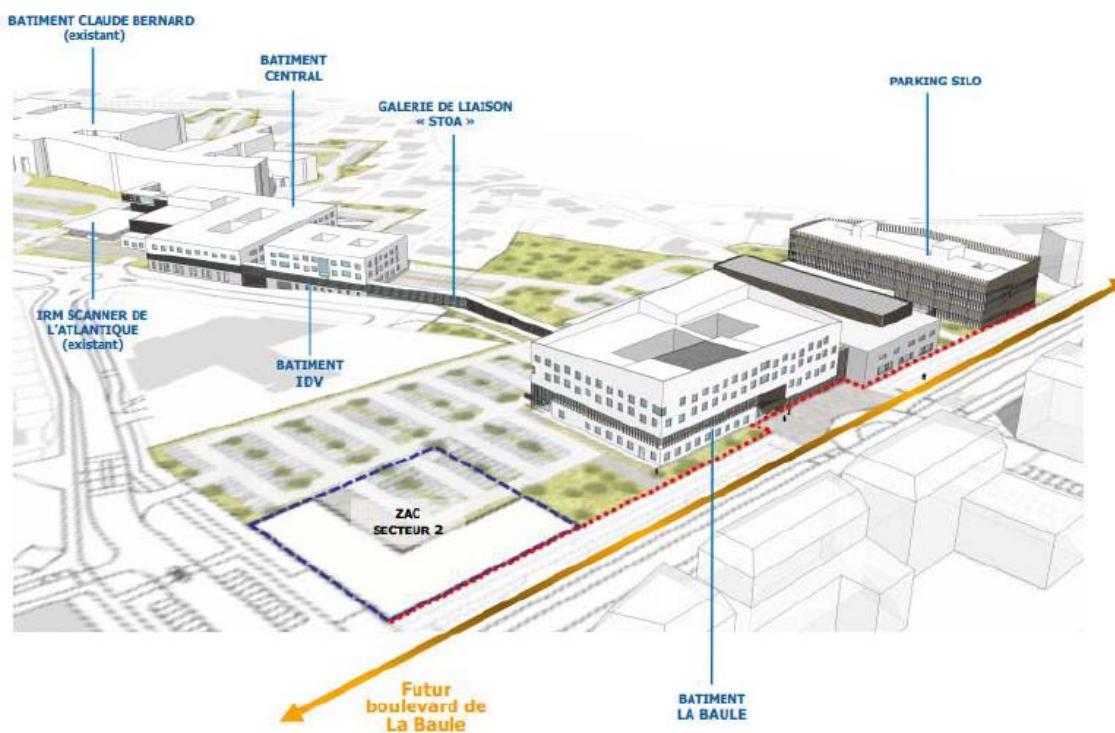 BATIMENT CLAUDE BERNARD
(existant)
BATIMENT
CENTRAL
GALERIE DE LIAISON
« STOA »
PARKING SILO
IRM SCANNER DE
L'ATLANTIQUE
(existant)
BATIMENT
IDV
ZAC
SECTEUR 2
Futur
boulevard de
La Baule
BATIMENT
LA BAULE